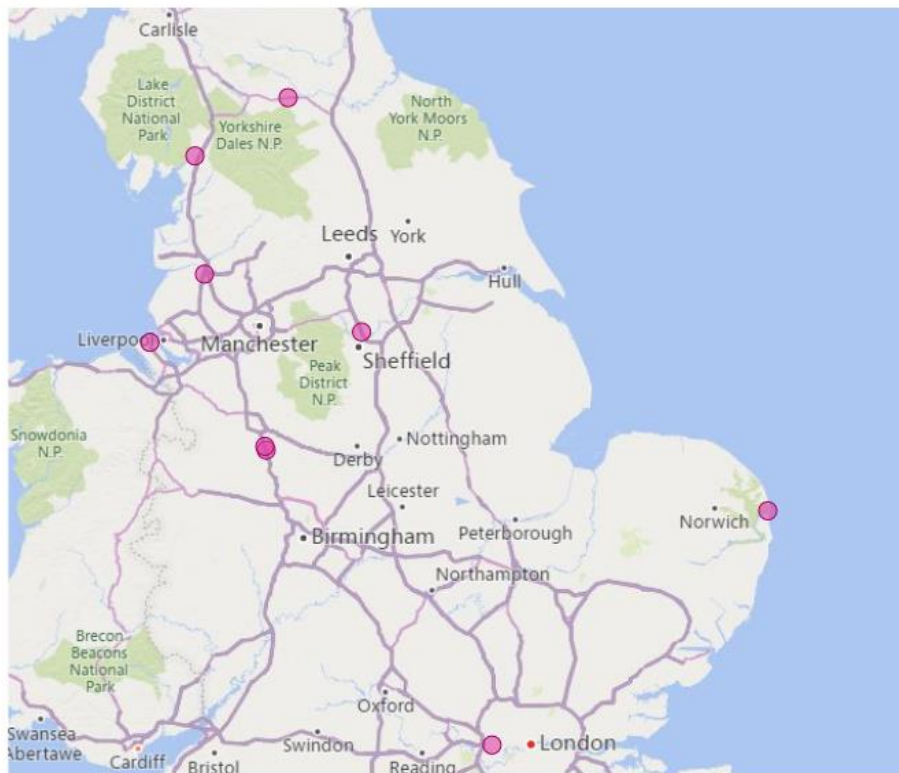 Carlisle
Lake
District
National
Park
Yorkshire
Dales N.P.
North
York Moors
N.P.
Leeds
York
Hull
Liverpool
Manchester
Sheffield
Peak
District
N.P.
Snowdonia
N.P.
Nottingham
Derby
Leicester
Norwich
Peterborough
Birmingham
Northampton
Brecon
Beacons
National
Park
Oxford
Swansea
Abertawe
Swindon
London
Cardiff
Bristol
Reading